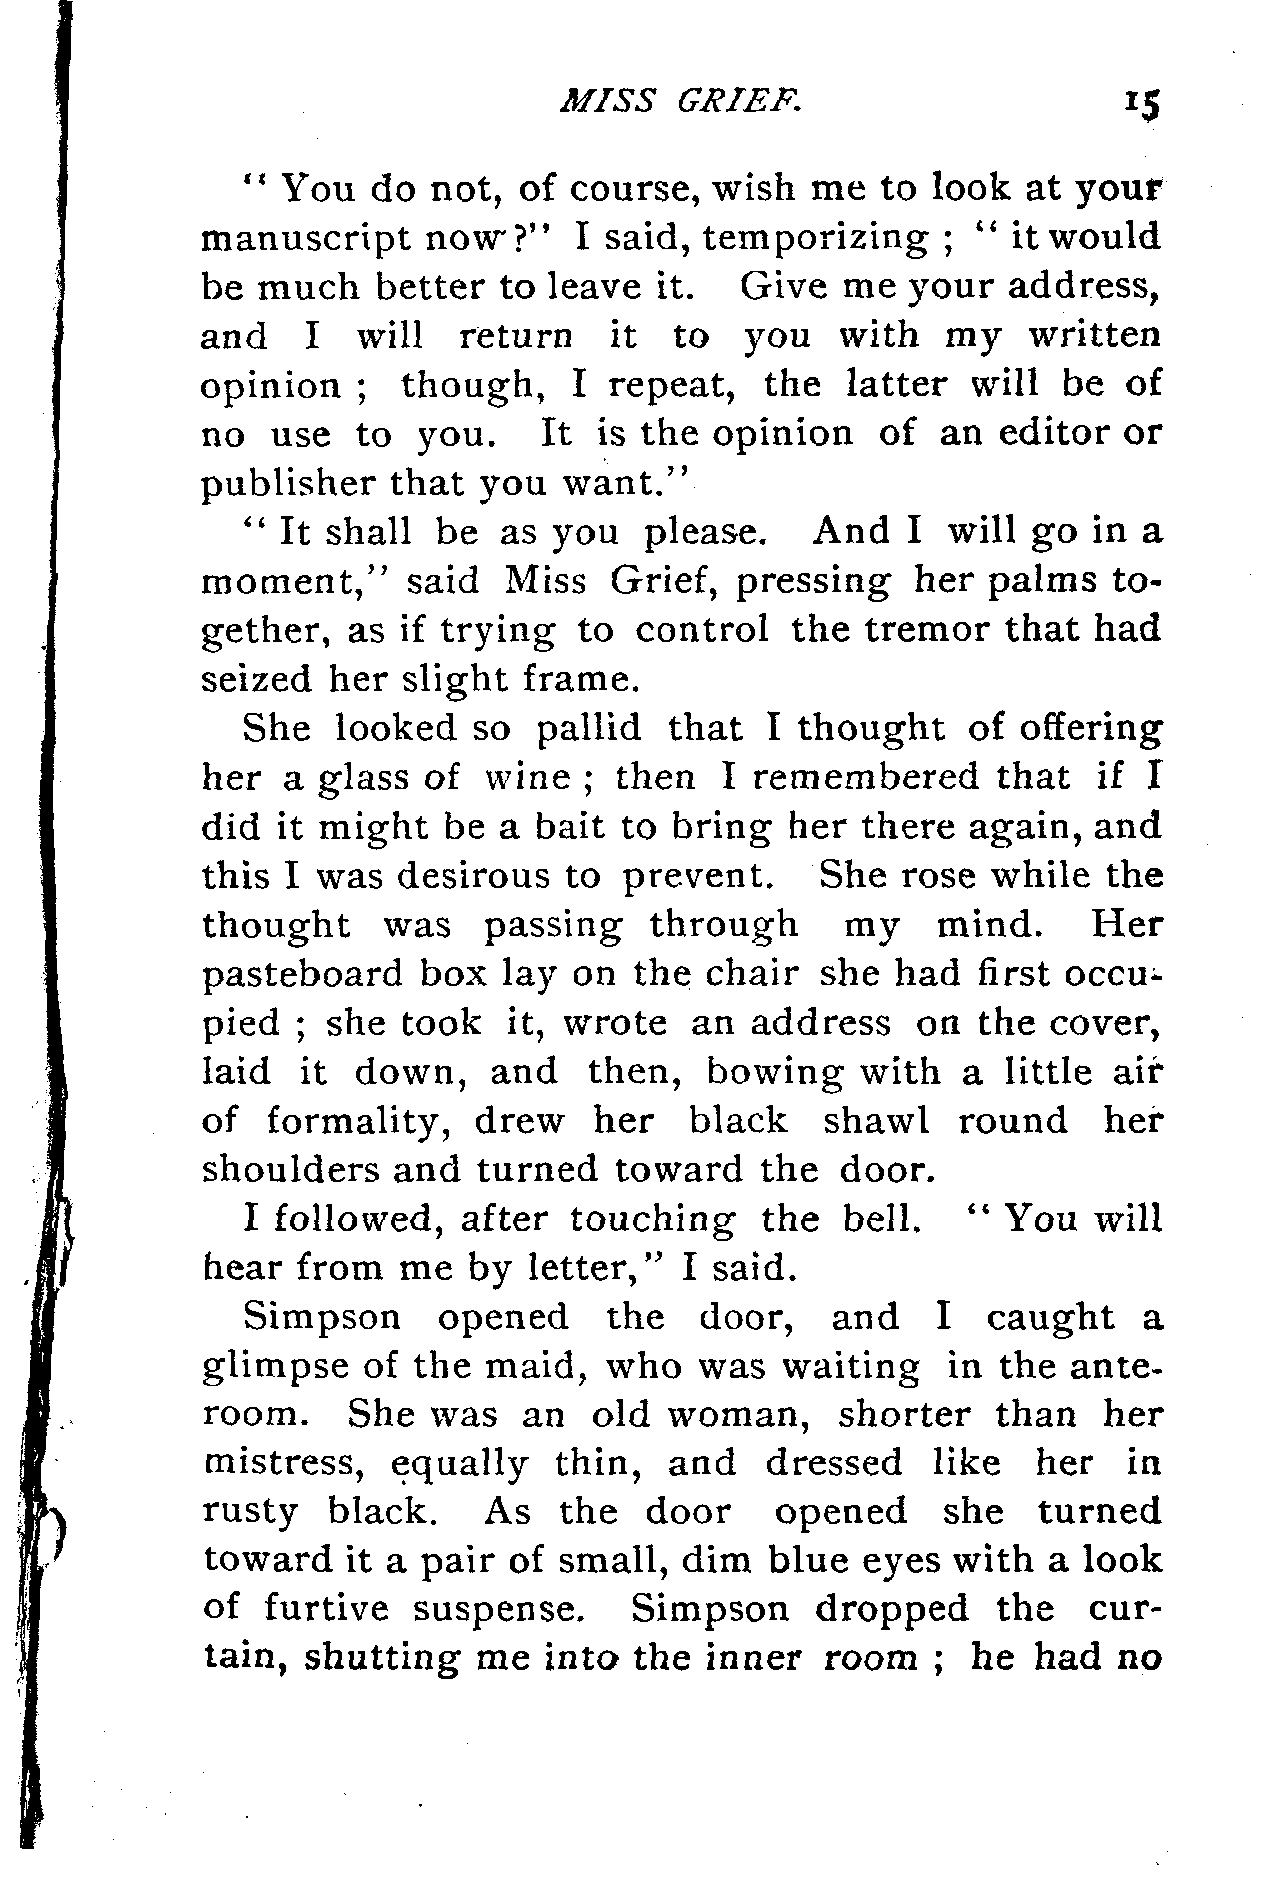 MISS GRIEF. 15
“ You do not, of course, wish me to look at your
manuscript now ?” I said, temporizing ; “ it would
be much better to leave it. Give me your address,
and I will return it to you with my written
opinion ; though, I repeat, the latter will be of
no use to you. It is the opinion of an editor or
publisher that you want.”
“ It shall be as you please. And I will go in a
moment,” said Miss Grief, pressing her palms to-
gether, as if trying to control the tremor that had
seized her slight frame.
She looked so pallid that I thought of offering
her a glass of wine ; then I remembered that if I
did it might be a bait to bring her there again, and
this I was desirous to prevent. She rose while the
thought was passing through my mind. Her
pasteboard box lay on the chair she had first occu-
pied ; she took it, wrote an address on the cover,
laid it down, and then, bowing with a little air
of formality, drew her black shawl round her
shoulders and turned toward the door.
I followed, after touching the bell. “ You will
hear from me by letter,” I said.
Simpson opened the door, and I caught a
glimpse of the maid, who was waiting in the ante-
room. She was an old woman, shorter than her
mistress, equally thin, and dressed like her in
rusty black. As the door opened she turned
toward it a pair of small, dim blue eyes with a look
of furtive suspense. Simpson dropped the cur-
tain, shutting me into the inner room ; he had no